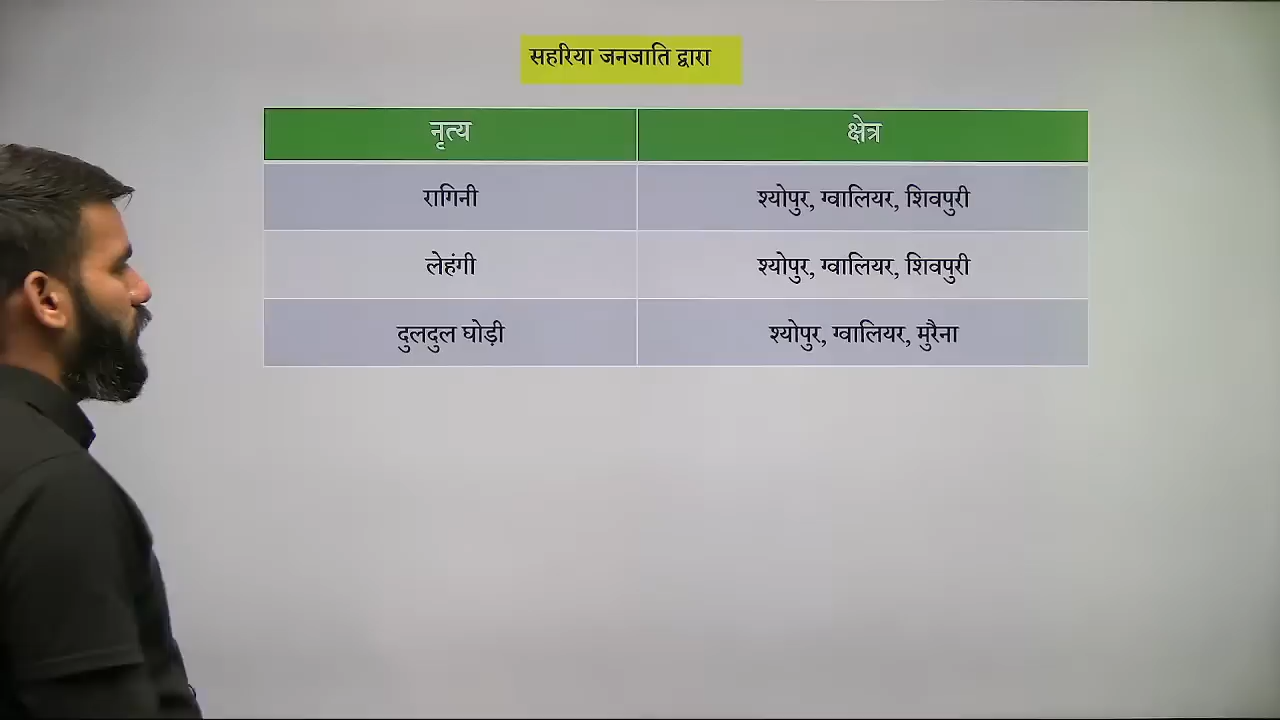 सहरिया जनजाति द्वारा
नृत्य क्षेत्र
रागिनी श्योपुर, ग्वालियर, शिवपुरी
लेहंगी श्योपुर, ग्वालियर, शिवपुरी
दुलदुल घोड़ी श्योपुर, ग्वालियर, मुरैना